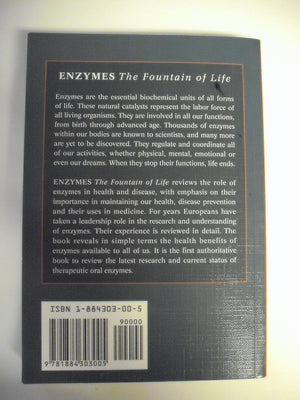 ENZYMES The Fountain of Life
Enzymes are the essential biochemical units of all forms
of life. These natural catalysts represent the labor force of
all living organisms. They are involved in all our functions,
from birth through advanced age. Thousands of enzymes
within our bodies are known to scientists, and many more
are yet to be discovered. They regulate and coordinate all
of our activities, whether physical, mental, emotional or
even our dreams. When they stop their functions, life ends.
ENZYMES The Fountain of Life reviews the role of
enzymes in health and disease, with emphasis on their
importance in maintaining our health, disease prevention
and their uses in medicine. For years Europeans have
taken a leadership role in the research and understanding
of enzymes. Their experience is reviewed in detail. The
book reveals in simple terms the health benefits of
enzymes available to all of us. It is the first authoritative
book to review the latest research and current status of
therapeutic oral enzymes.
ISBN 1-884303-00-5
90000
9 781884 303005